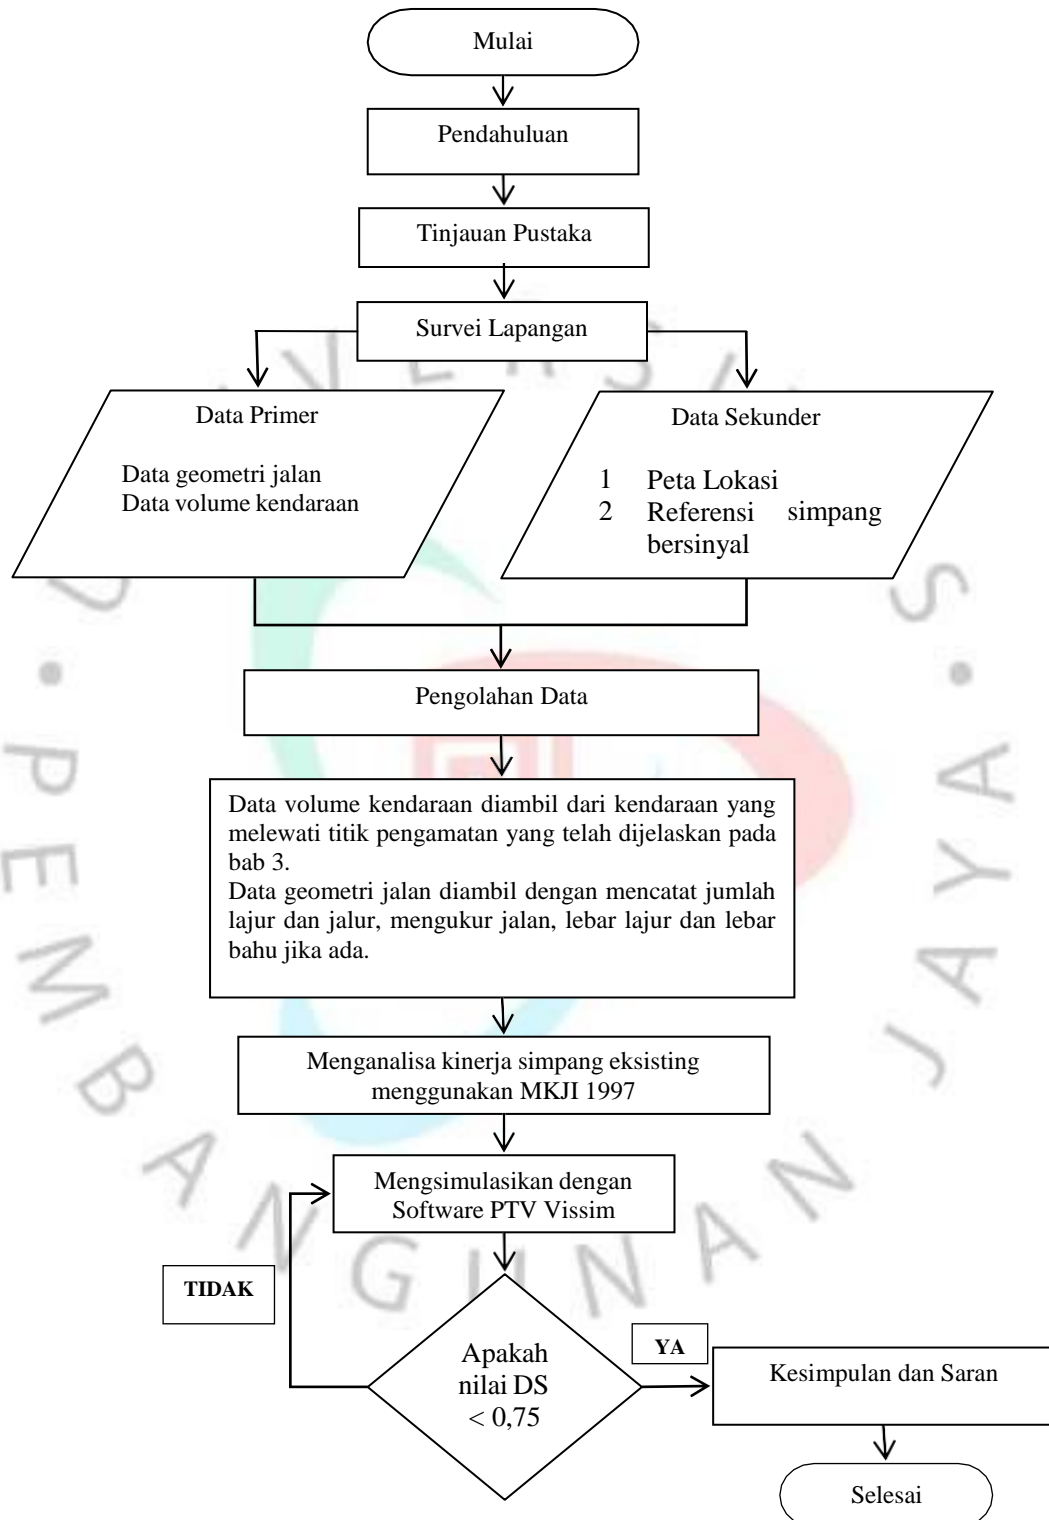 Mulai
Pendahuluan
Tinjauan Pustaka
Survei Lapangan
Data Primer
Data geometri jalan
Data volume kendaraan
Data Sekunder
1 Peta Lokasi
2 Referensi simpang
bersinyal
Pengolahan Data
Data volume kendaraan diambil dari kendaraan yang
melewati titik pengamatan yang telah dijelaskan pada
bab 3.
Data geometri jalan diambil dengan mencatat jumlah
lajur dan jalur, mengukur jalan, lebar lajur dan lebar
bahu jika ada.
Menganalisa kinerja simpang eksisting
menggunakan MKJI 1997
Mengsimulasikan dengan
Software PTV Vissim
TIDAK
Apakah
nilai DS
< 0,75
YA
Kesimpulan dan Saran
Selesai
PEMBANGUNAN JAYA